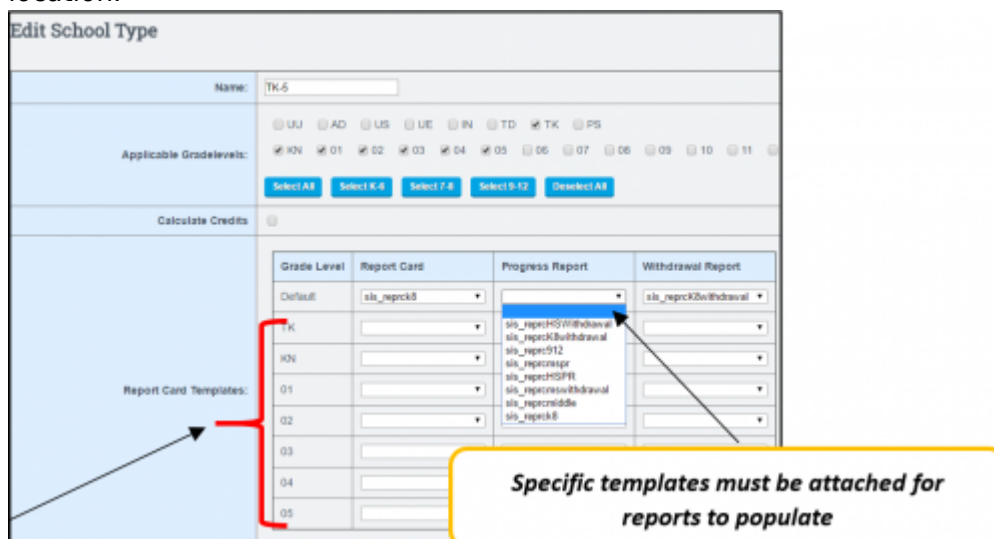 location.
Edit School Type
Name: TK-5
UU AD US UE IN TD TK PS
Applicable Gradelevels: KN 01 02 03 04 05 06 07 08 09 10 11
Select All Select K-6 Select 7-8 Select 9-12 Deselect All
Calculate Credits
Grade Level Report Card Progress Report Withdrawal Report
Default sis_reprck8 sis_reprcK8withdrawal
TK
sis_reprcHSWithdrawal
sis_reprcK8withdrawal
KN
sis_reprc912
sis_reprcmspr
sis_reprcHSPR
Report Card Templates: 01
sis_reprcmswithdrawal
sis_reprcmiddle
02
sis_reprck8
03
04
05
Specific templates must be attached for
reports to populate